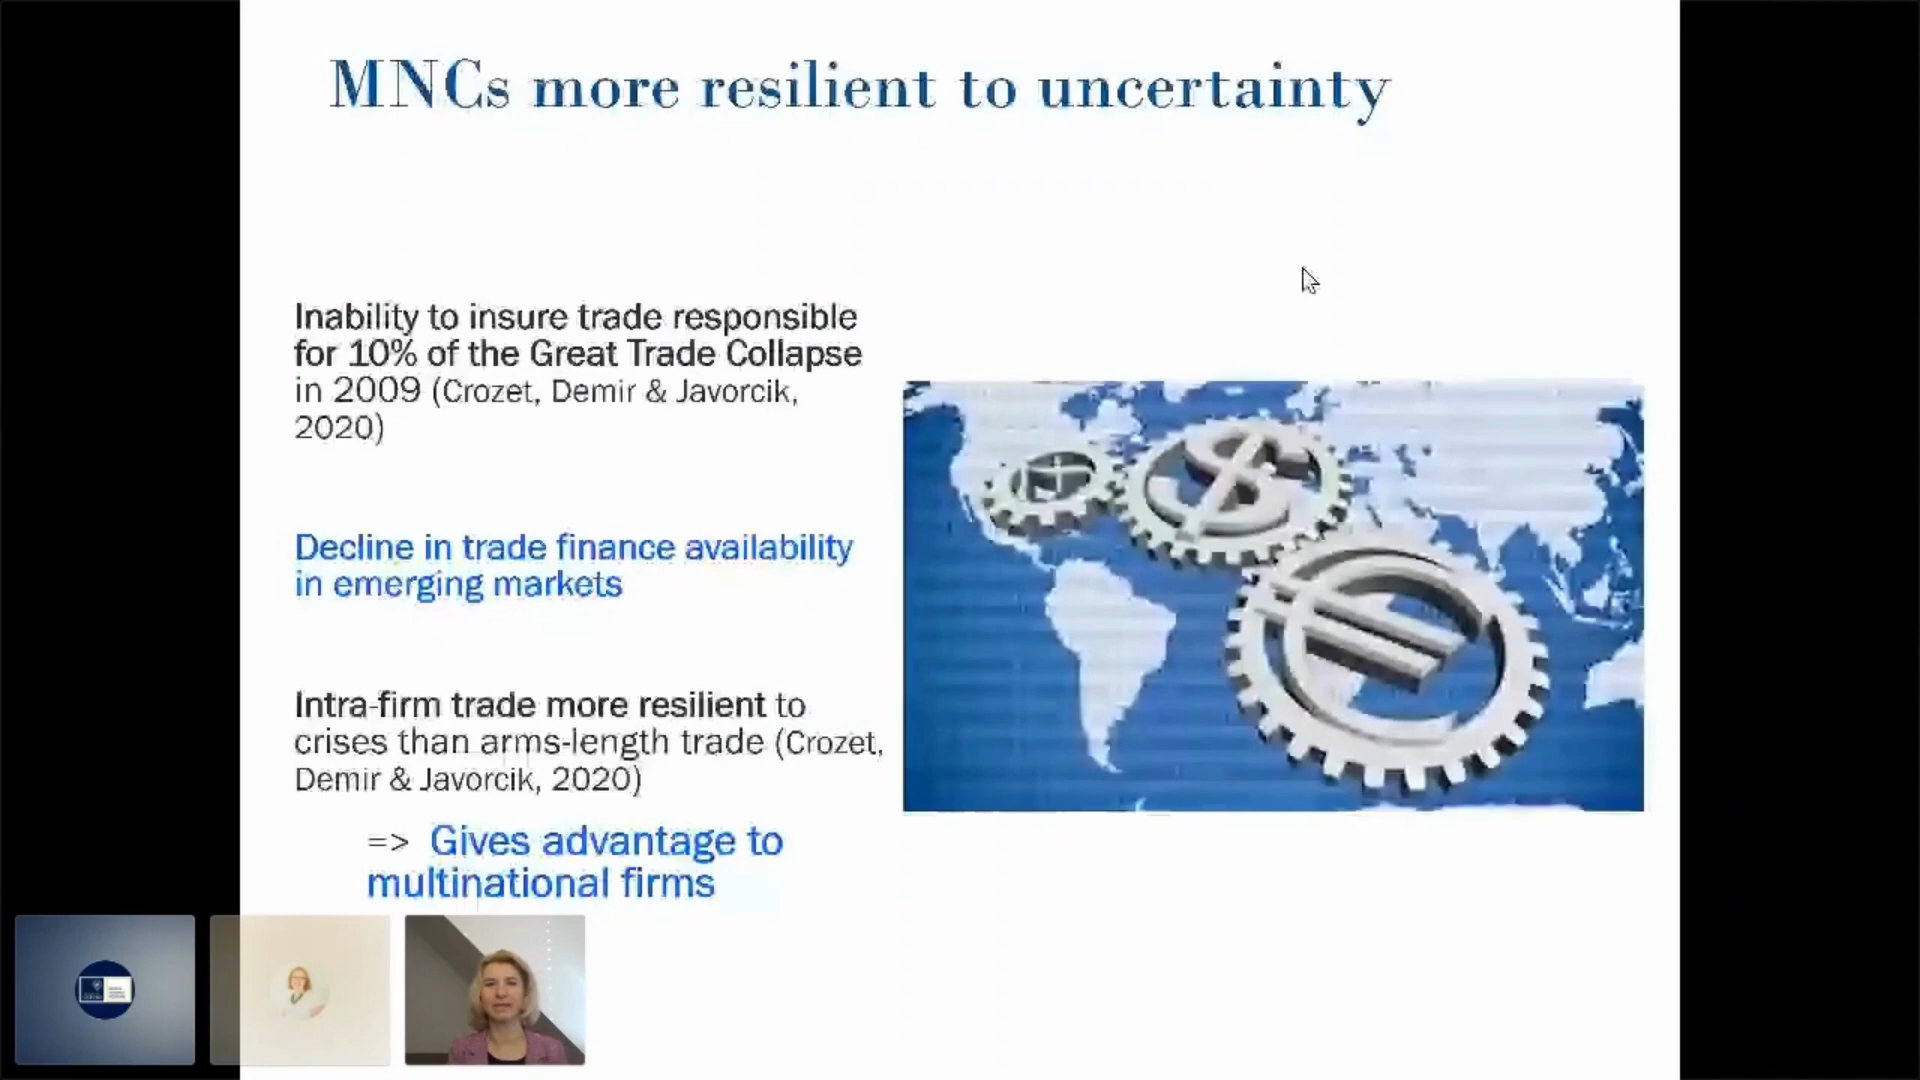 MNCs more resilient to uncertainty
Inability to insure trade responsible
for 10% of the Great Trade Collapse
in 2009 (Crozet, Demir & Javorcik,
2020)
Decline in trade finance availability
in emerging markets
Intra-firm trade more resilient to
crises than arms-length trade (Crozet,
Demir & Javorcik, 2020)
=> Gives advantage to
multinational firms